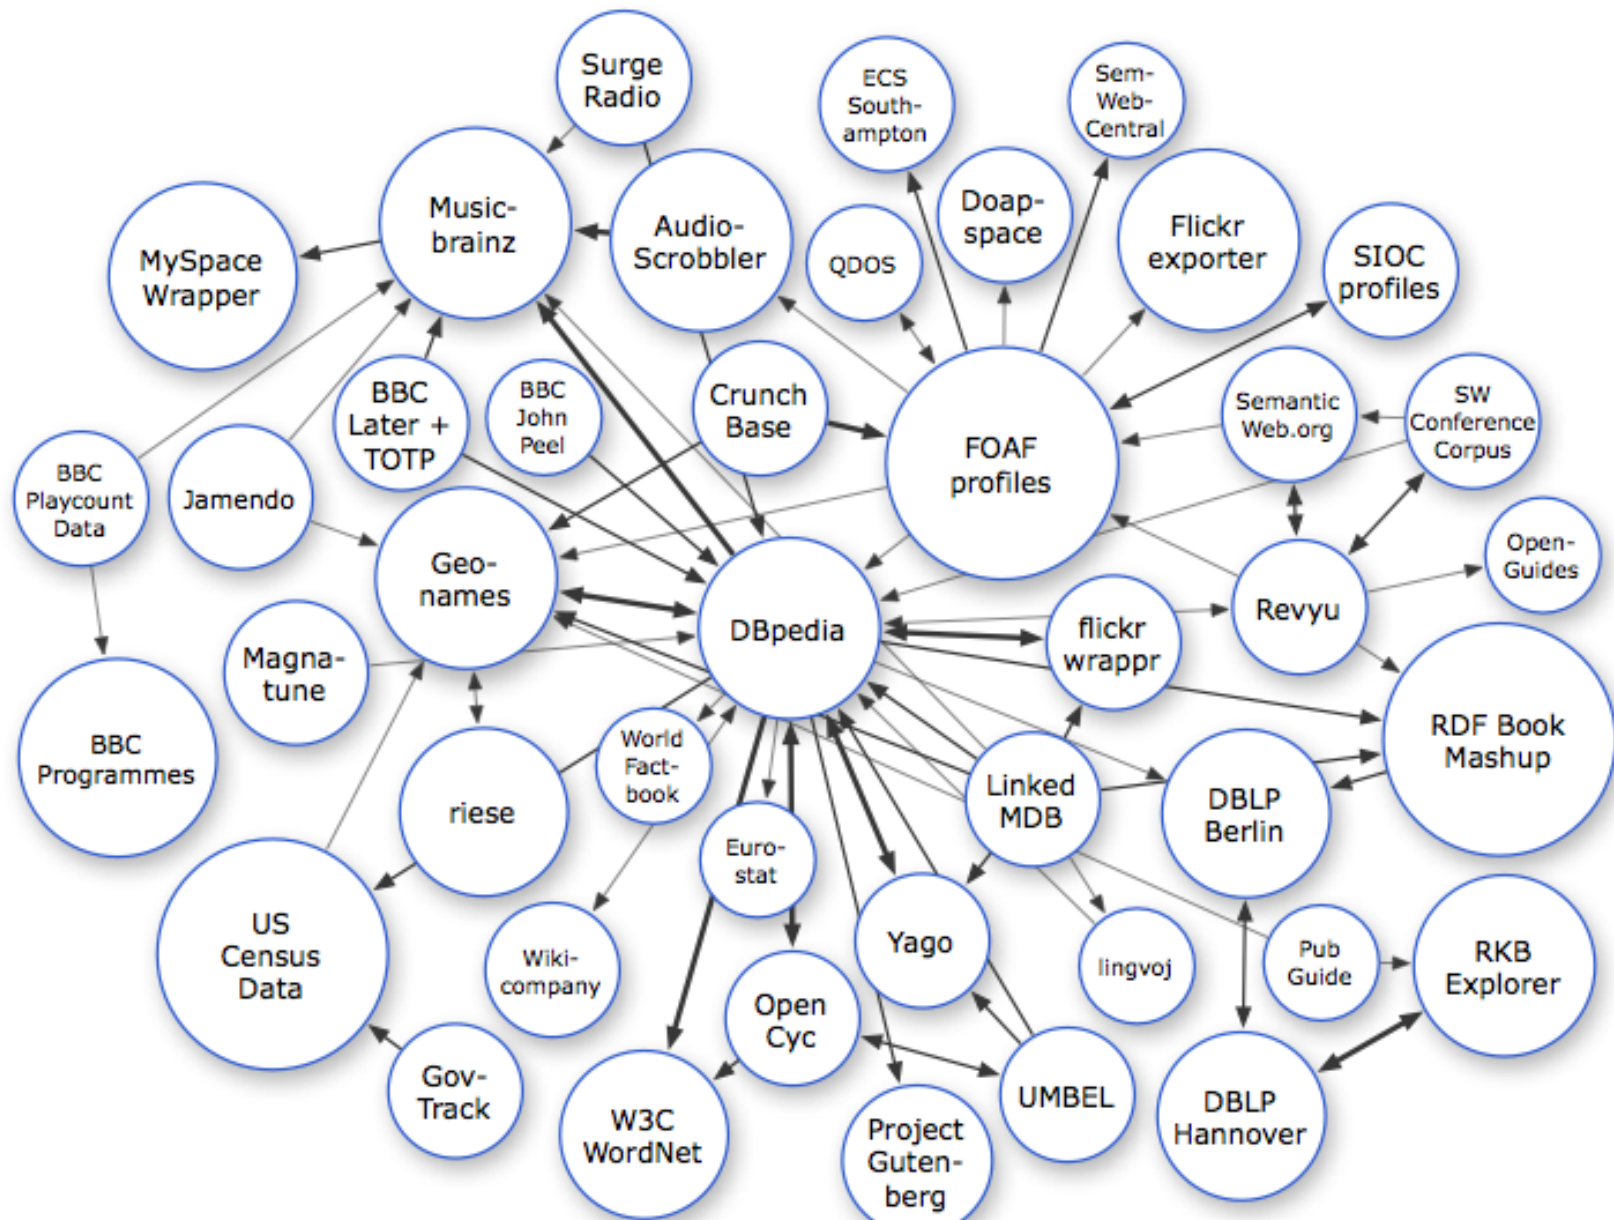 Surge
Radio
ECS
South-
ampton
Sem-
Web-
Central
Music-
brainz
Audio-
Scrobbler
Doap-
space
Flickr
exporter
MySpace
Wrapper
QDOS
SIOC
profiles
BBC
Later +
TOTP
BBC
John
Peel
Crunch
Base
FOAF
profiles
Semantic
Web.org
SW
Conference
Corpus
BBC
Playcount
Data
Jamendo
Geo-
names
DBpedia
flickr
wrappr
Revyu
Open-
Guides
Magna-
tune
BBC
Programmes
riese
World
Fact-
book
Linked
MDB
DBLP
Berlin
RDF Book
Mashup
Euro-
stat
US
Census
Data
Wiki-
company
Yago
lingvoj
Pub
Guide
RKB
Explorer
Open
Cyc
Gov-
Track
W3C
WordNet
Project
Guten-
berg
UMBEL
DBLP
Hannover